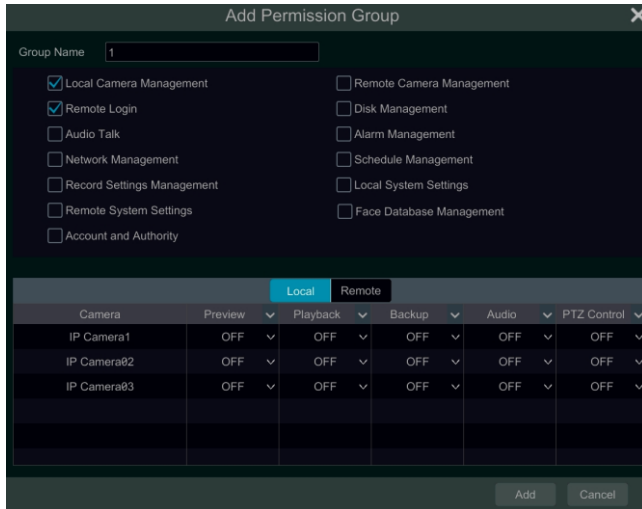 Add Permission Group
Group Name 1
Local Camera Management Remote Camera Management
Remote Login Disk Management
Audio Talk Alarm Management
Network Management Schedule Management
Record Settings Management Local System Settings
Remote System Settings Face Database Management
Account and Authority
Local Remote
Camera Preview Playback Backup Audio PTZ Control
IP Camera1 OFF OFF OFF OFF OFF
IP Camera02 OFF OFF OFF OFF OFF
IP Camera03 OFF OFF OFF OFF OFF
Add Cancel